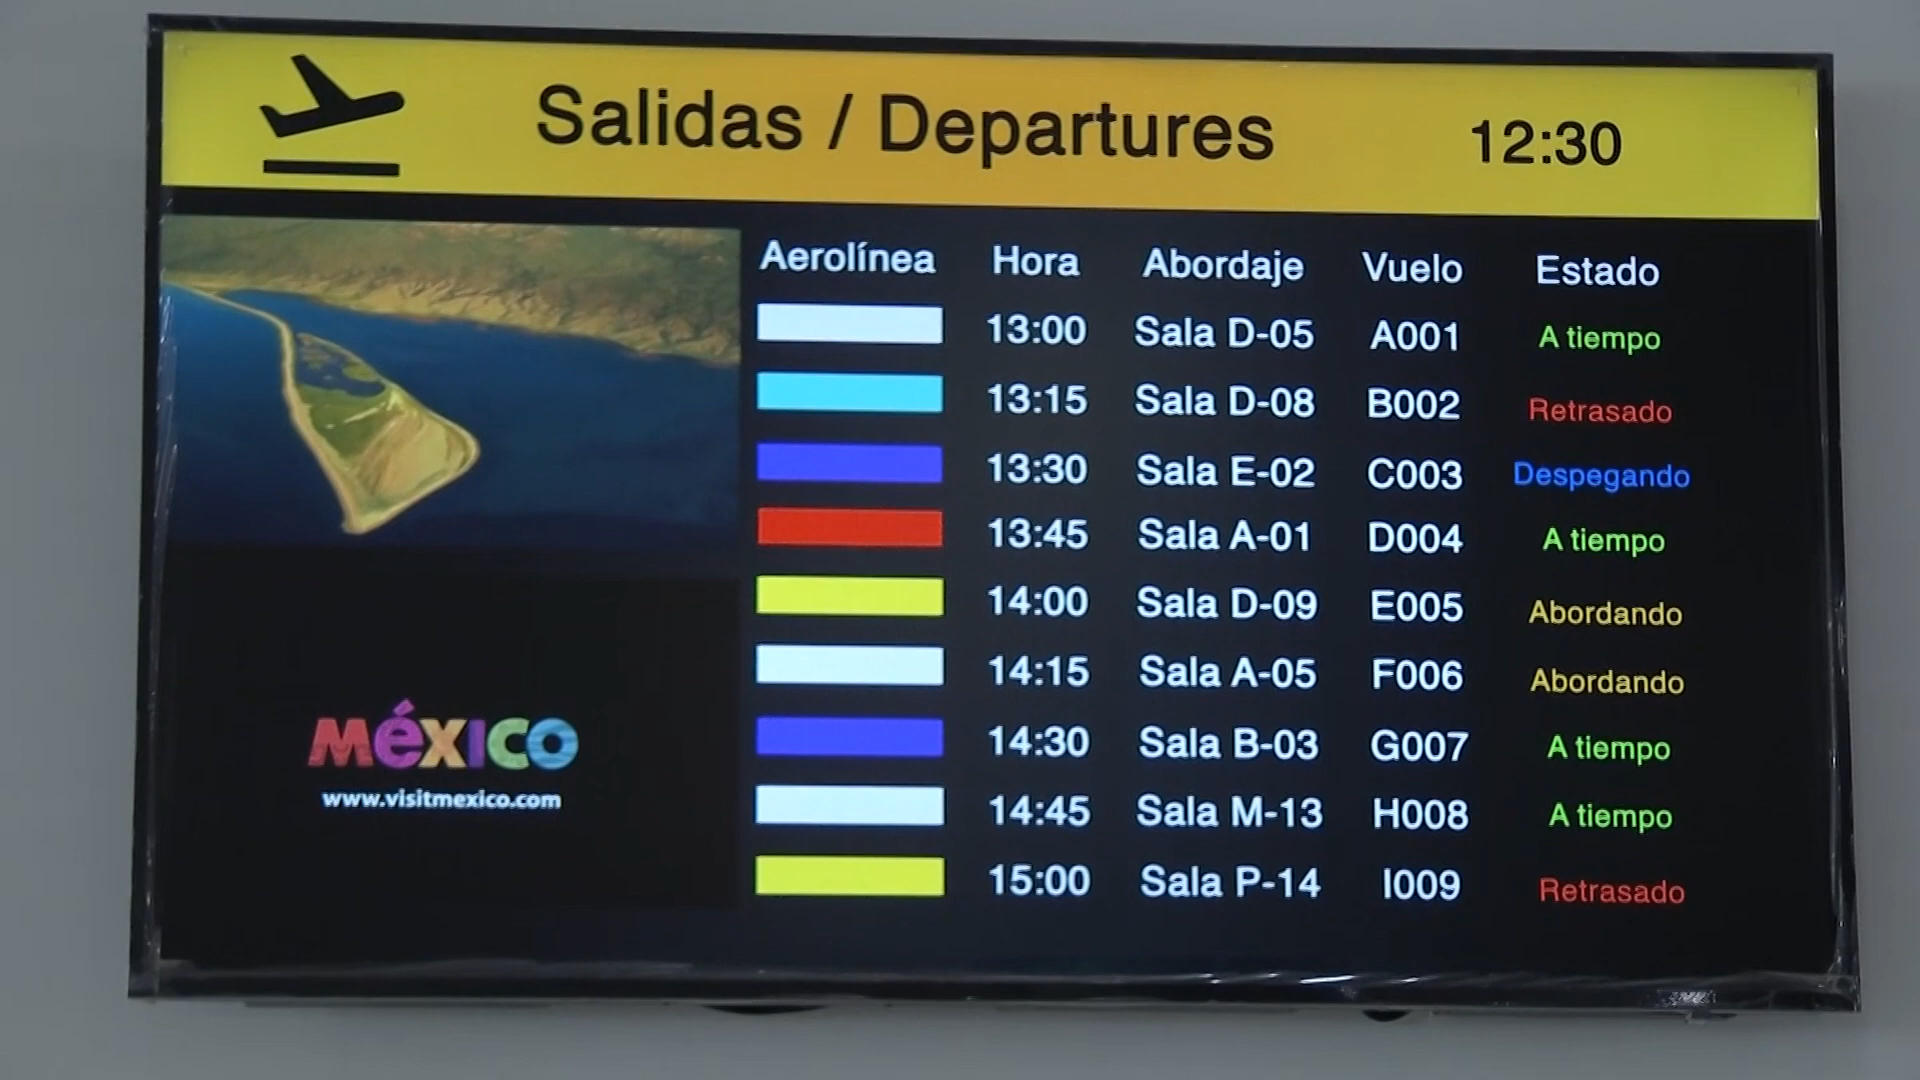 Salidas / Departures 12:30
Aerolínea Hora Abordaje Vuelo Estado
13:00 Sala D-05 A001 A tiempo
13:15 Sala D-08 B002 Retrasado
13:30 Sala E-02 C003 Despegando
13:45 Sala A-01 D004 A tiempo
14:00 Sala D-09 E005 Abordando
14:15 Sala A-05 F006 Abordando
14:30 Sala B-03 G007 A tiempo
14:45 Sala M-13 H008 A tiempo
15:00 Sala P-14 I009 Retrasado
méxico
www.visitmexico.com